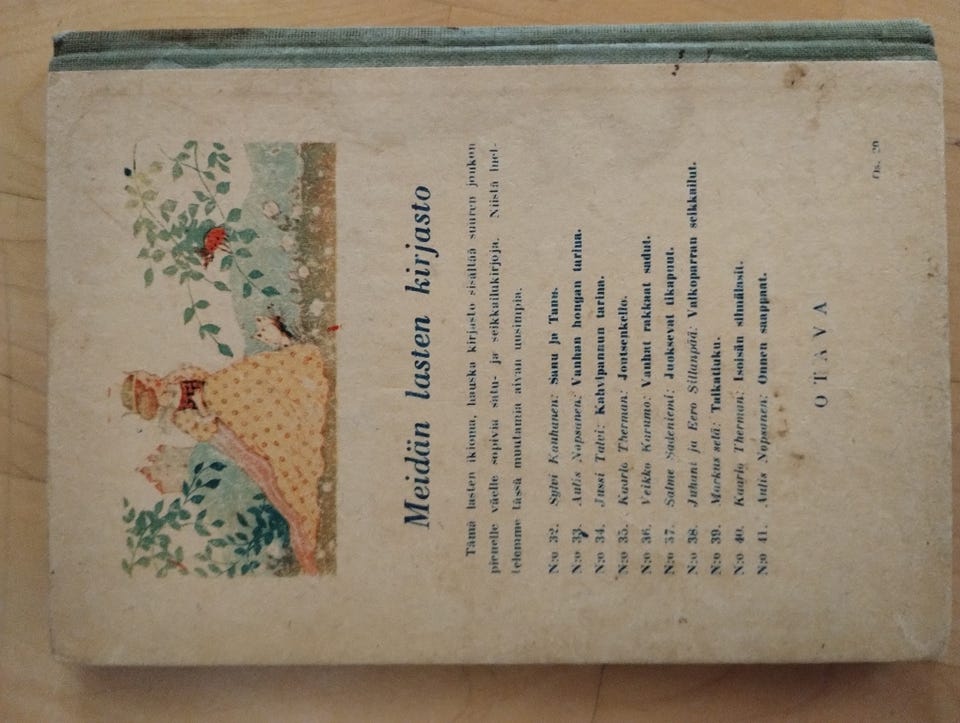 Meidän lasten kirjasto
Tämä lasten ikioma, hauska kirjasto sisältää suuren joukon
pienelle väelle sopivia satu- ja seikkailukirjoja. Niistä luet-
telemme tässä muutamia aivan uusimpia.
N:o 32. Sylvi Kauhanen: Sanu ja Tanu.
N:o 33. Aulis Nopsanen: Vanhan hongan tarina.
N:o 34. Jussi Talvi: Kahvipannun tarina.
N:o 35. Kaarlo Therman: Joutsenkello.
N:o 36. Veikko Korumo: Vanhat rakkaat sadut.
N:o 37. Salme Sadeniemi: Juoksevat tikapuut.
N:o 38. Juhani ja Eero Sillanpää: Valkoparran seikkailut.
N:o 39. Markus setä: Taikatiuku.
N:o 40. Kaarlo Therman: Isoisän silmälasit.
N:o 41. Aulis Nopsanen: Onnen saappaat.
OTAVA